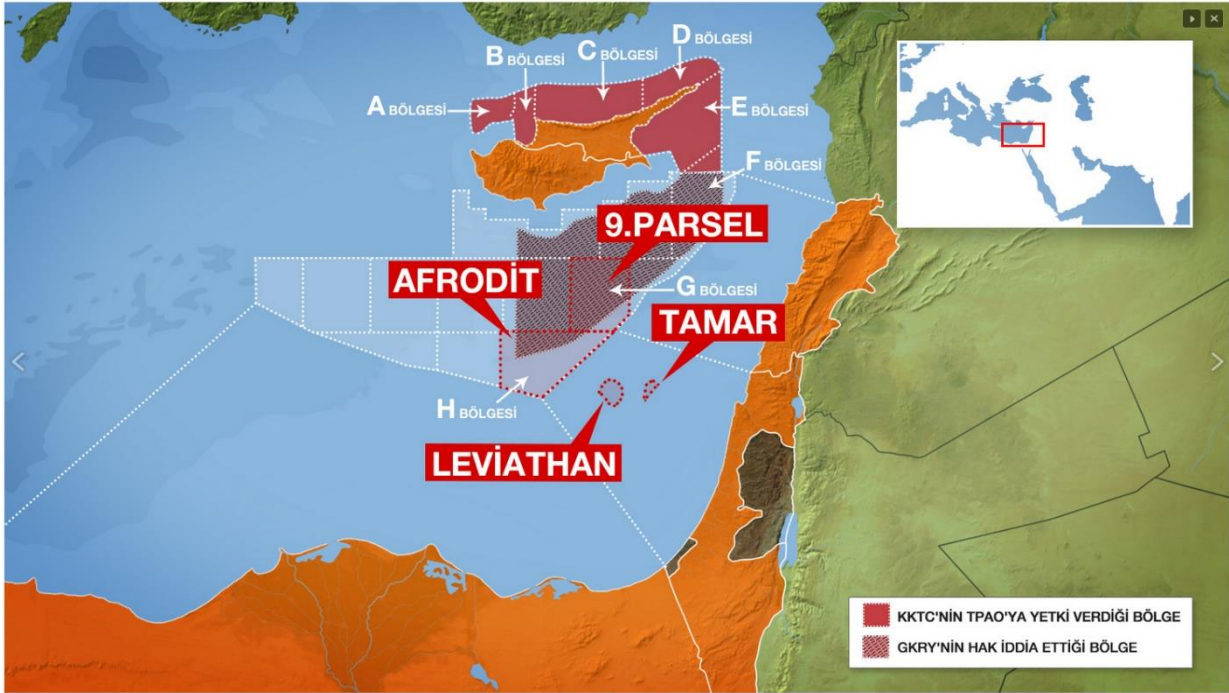 D BÖLGESİ
C BÖLGESİ
B BÖLGESİ
A BÖLGESİ
E BÖLGESİ
F BÖLGESİ
9.PARSEL
AFRODİT
G BÖLGESİ
TAMAR
H BÖLGESİ
LEVİATHAN
KKTC'NİN TPAO'YA YETKİ VERDİĞİ BÖLGE
GKRY'NİN HAK İDDİA ETTİĞİ BÖLGE